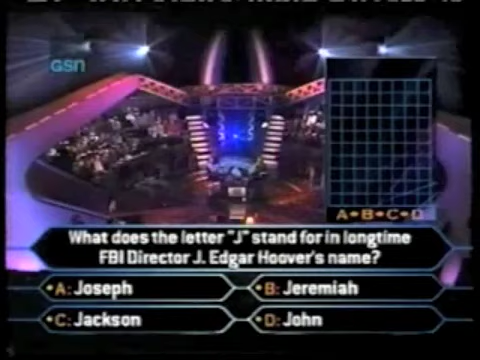 GSN
A•B•C•D
What does the letter "J" stand for in longtime
FBI Director J. Edgar Hoover's name?
•A: Joseph
•B: Jeremiah
•C: Jackson
•D: John